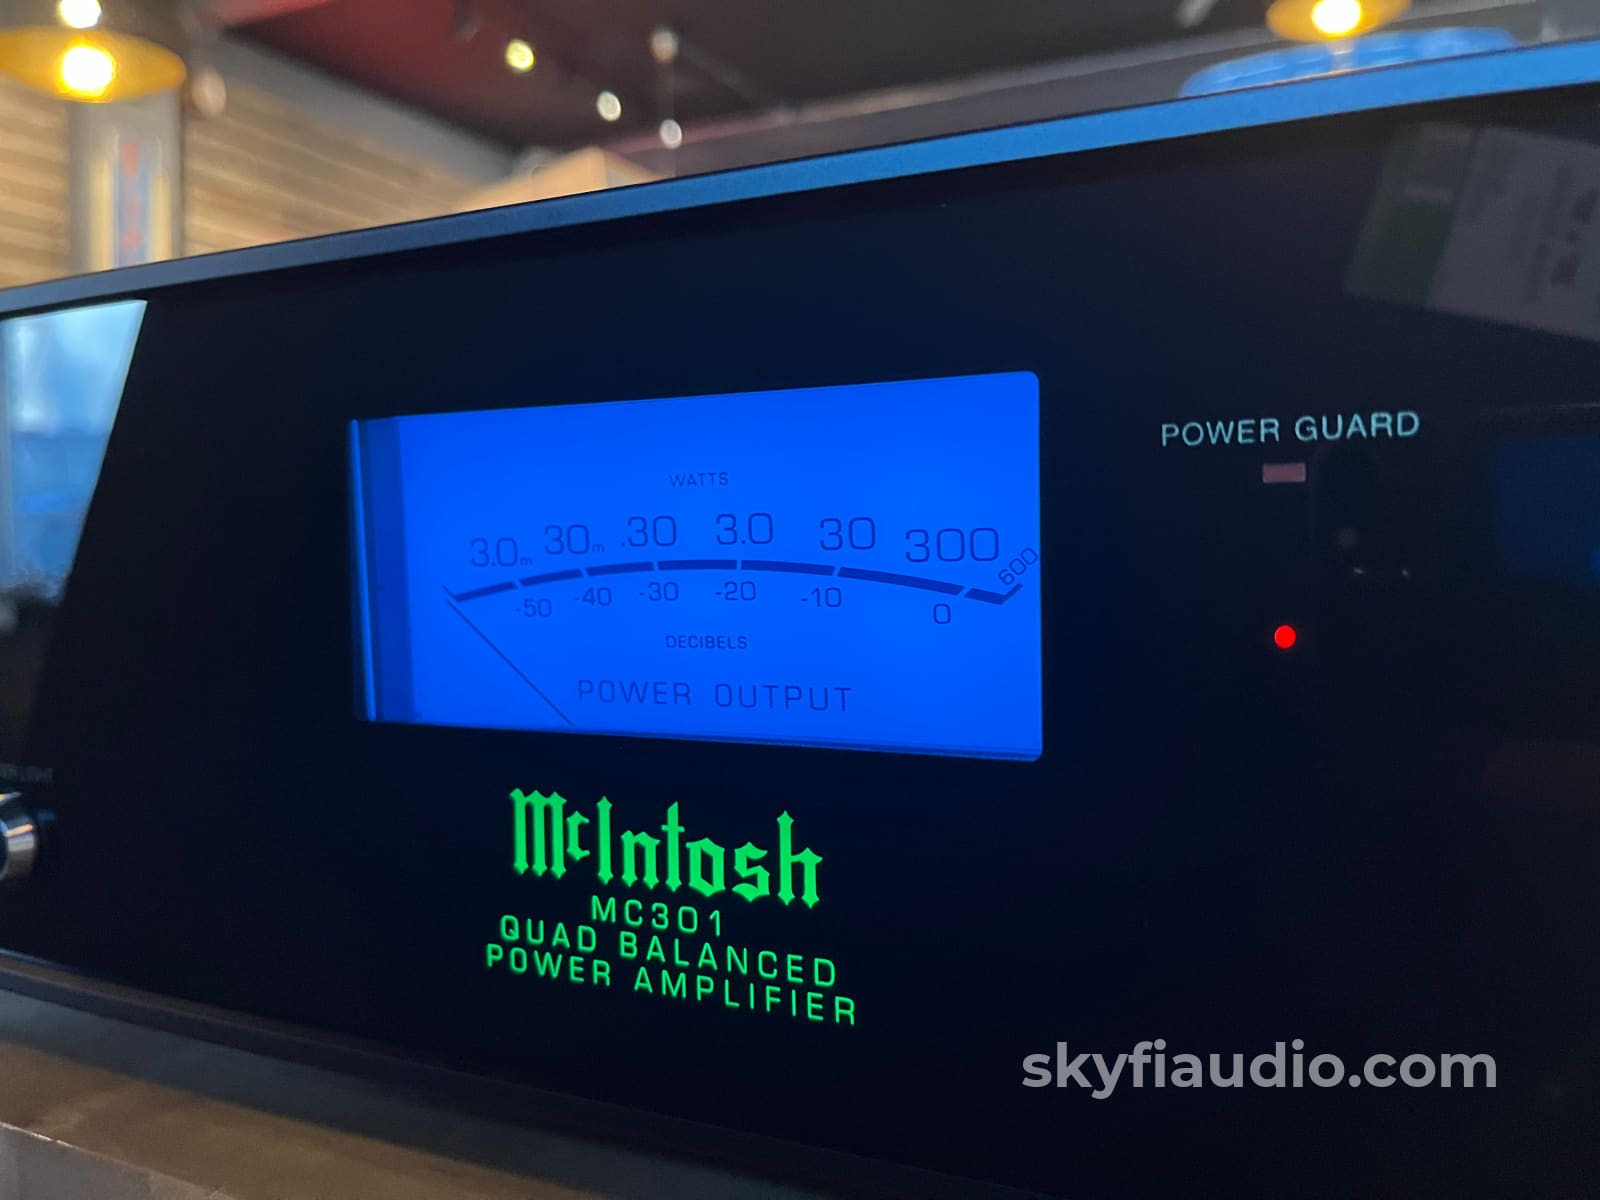 WATTS
3.0m 30m .30 3.0 30 300 600
-50 -40 -30 -20 -10 0
DECIBELS
POWER OUTPUT
POWER GUARD
McIntosh
MC301
QUAD BALANCED
POWER AMPLIFIER
skyfiaudio.com